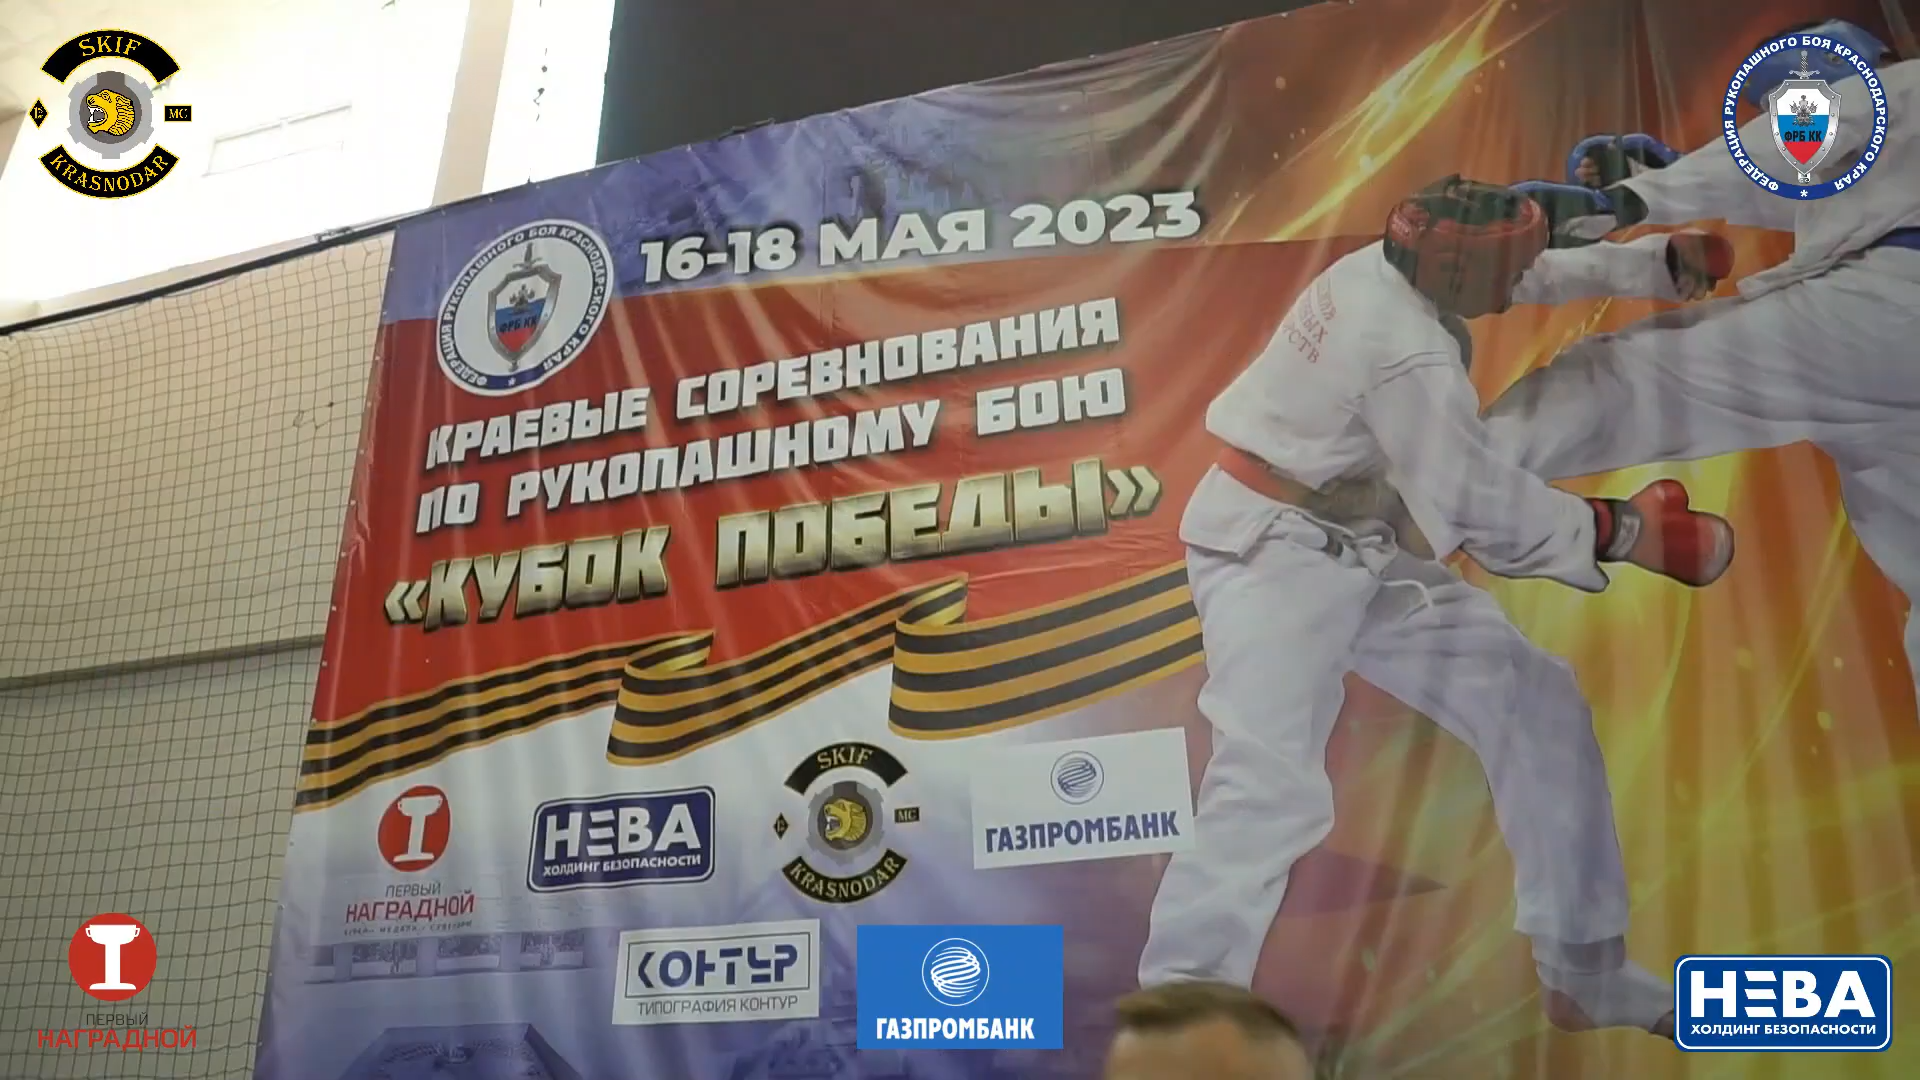 SKIF
MC
KRASNODAR
ФЕДЕРАЦИЯ РУКОПАШНОГО БОЯ КРАСНОДАРСКОГО КРАЯ
ФРБ КК
ФЕДЕРАЦИЯ РУКОПАШНОГО БОЯ КРАСНОДАРСКОГО КРАЯ
ФРБ КК
16-18 МАЯ 2023
КРАЕВЫЕ СОРЕВНОВАНИЯ
ПО РУКОПАШНОМУ БОЮ
«КУБОК ПОБЕДЫ»
ПЕРВЫЙ
НАГРАДНОЙ
НЕВА
ХОЛДИНГ БЕЗОПАСНОСТИ
SKIF
MC
KRASNODAR
ГАЗПРОМБАНК
КОНТУР
ТИПОГРАФИЯ КОНТУР
ПЕРВЫЙ
НАГРАДНОЙ
ГАЗПРОМБАНК
НЕВА
ХОЛДИНГ БЕЗОПАСНОСТИ